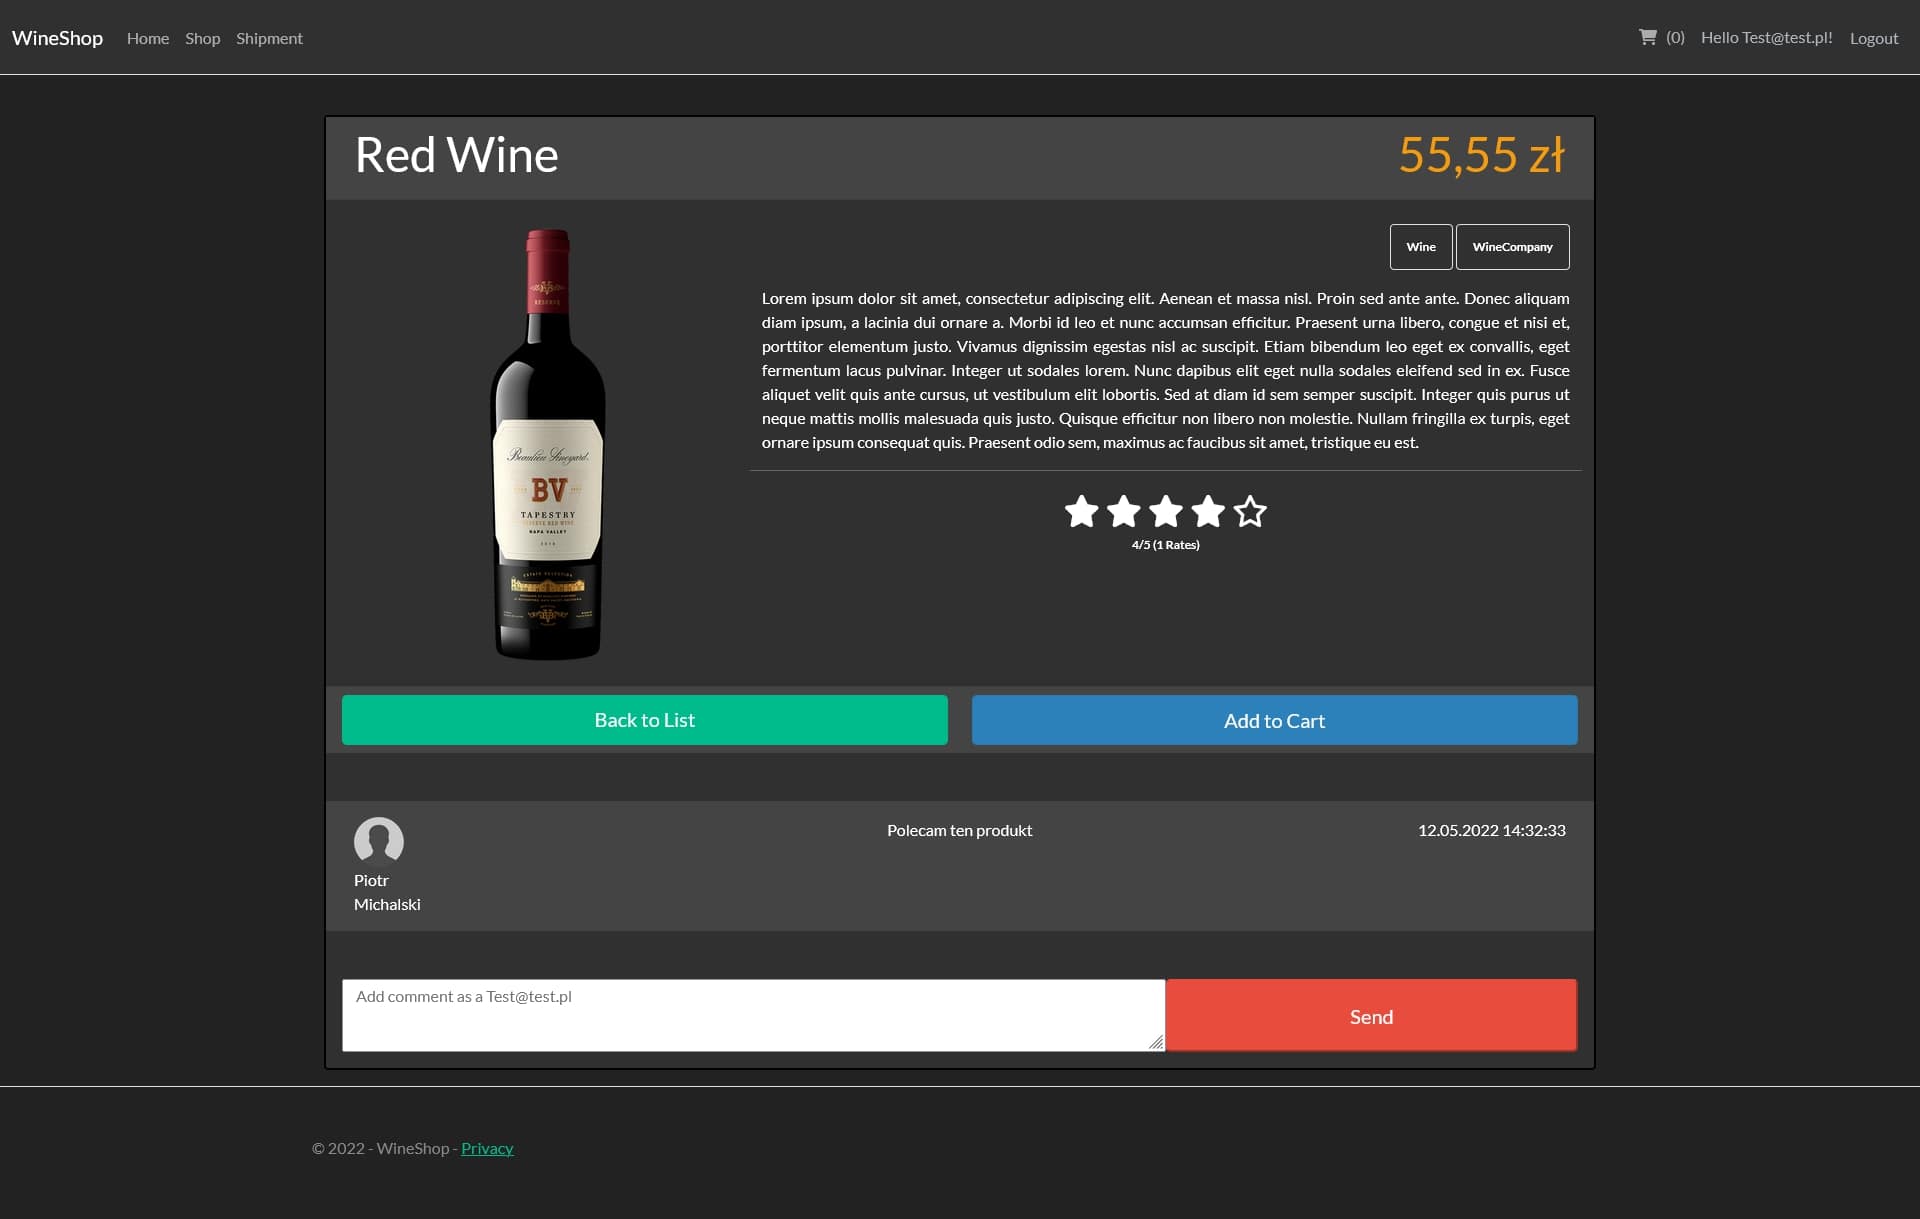 WineShop Home Shop Shipment (0) Hello Test@test.pl! Logout
Red Wine 55,55 zł
Wine WineCompany
Lorem ipsum dolor sit amet, consectetur adipiscing elit. Aenean et massa nisl. Proin sed ante ante. Donec aliquam
diam ipsum, a lacinia dui ornare a. Morbi id leo et nunc accumsan efficitur. Praesent urna libero, congue et nisi et,
porttitor elementum justo. Vivamus dignissim egestas nisl ac suscipit. Etiam bibendum leo eget ex convallis, eget
fermentum lacus pulvinar. Integer ut sodales lorem. Nunc dapibus elit eget nulla sodales eleifend sed in ex. Fusce
aliquet velit quis ante cursus, ut vestibulum elit lobortis. Sed at diam id sem semper suscipit. Integer quis purus ut
neque mattis mollis malesuada quis justo. Quisque efficitur non libero non molestie. Nullam fringilla ex turpis, eget
ornare ipsum consequat quis. Praesent odio sem, maximus ac faucibus sit amet, tristique eu est.
4/5 (1 Rates)
RESERVE
Beaulieu Vineyard
BV
TAPESTRY
RESERVE RED WINE
NAPA VALLEY
Back to List Add to Cart
Polecam ten produkt 12.05.2022 14:32:33
Piotr
Michalski
Add comment as a Test@test.pl
Send
© 2022 - WineShop - Privacy